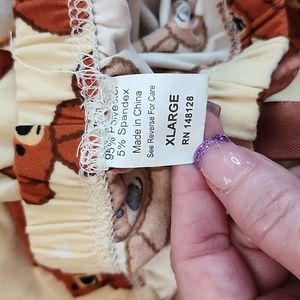 95% Polyester
5% Spandex
Made in China
See Reverse For Care
XLARGE
RN 148128